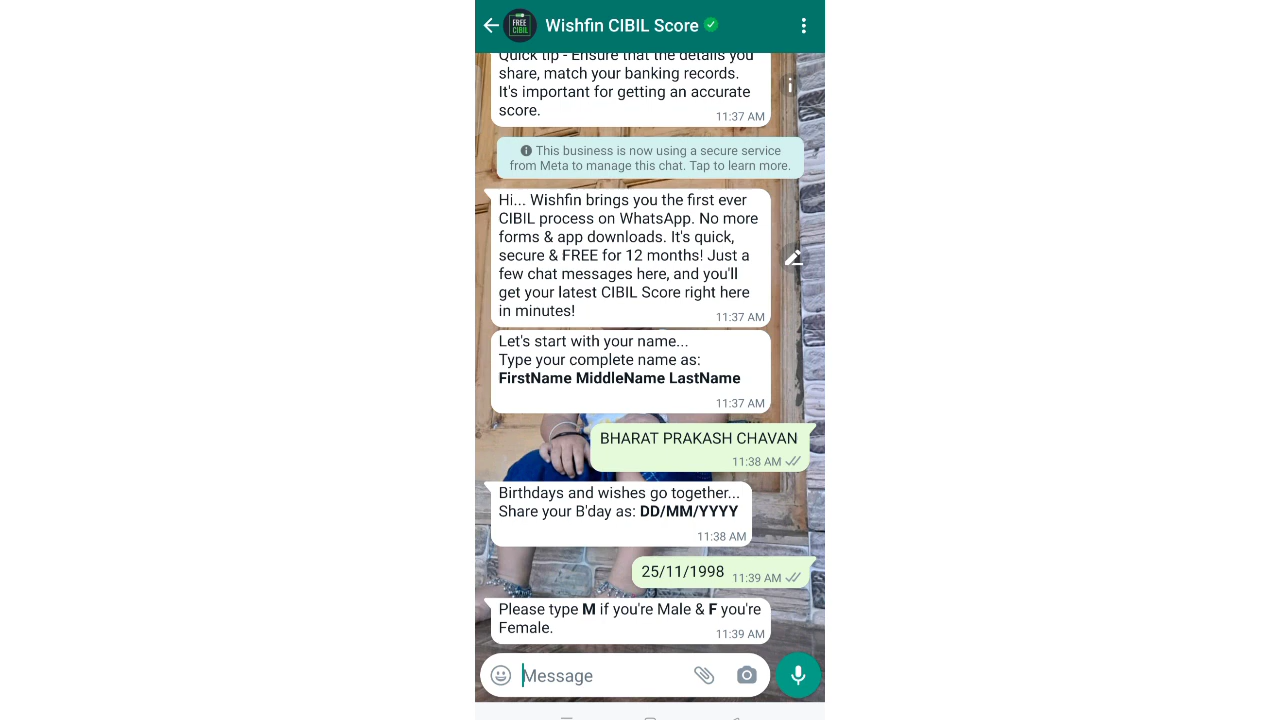 FREE
CIBIL
Wishfin CIBIL Score
Quick tip - Ensure that the details you
share, match your banking records.
It's important for getting an accurate
score.
11:37 AM
This business is now using a secure service
from Meta to manage this chat. Tap to learn more.
Hi... Wishfin brings you the first ever
CIBIL process on WhatsApp. No more
forms & app downloads. It's quick,
secure & FREE for 12 months! Just a
few chat messages here, and you'll
get your latest CIBIL Score right here
in minutes!
11:37 AM
Let's start with your name...
Type your complete name as:
FirstName MiddleName LastName
11:37 AM
BHARAT PRAKASH CHAVAN
11:38 AM
Birthdays and wishes go together...
Share your B'day as: DD/MM/YYYY
11:38 AM
25/11/1998 11:39 AM
Please type M if you're Male & F you're
Female.
11:39 AM
Message